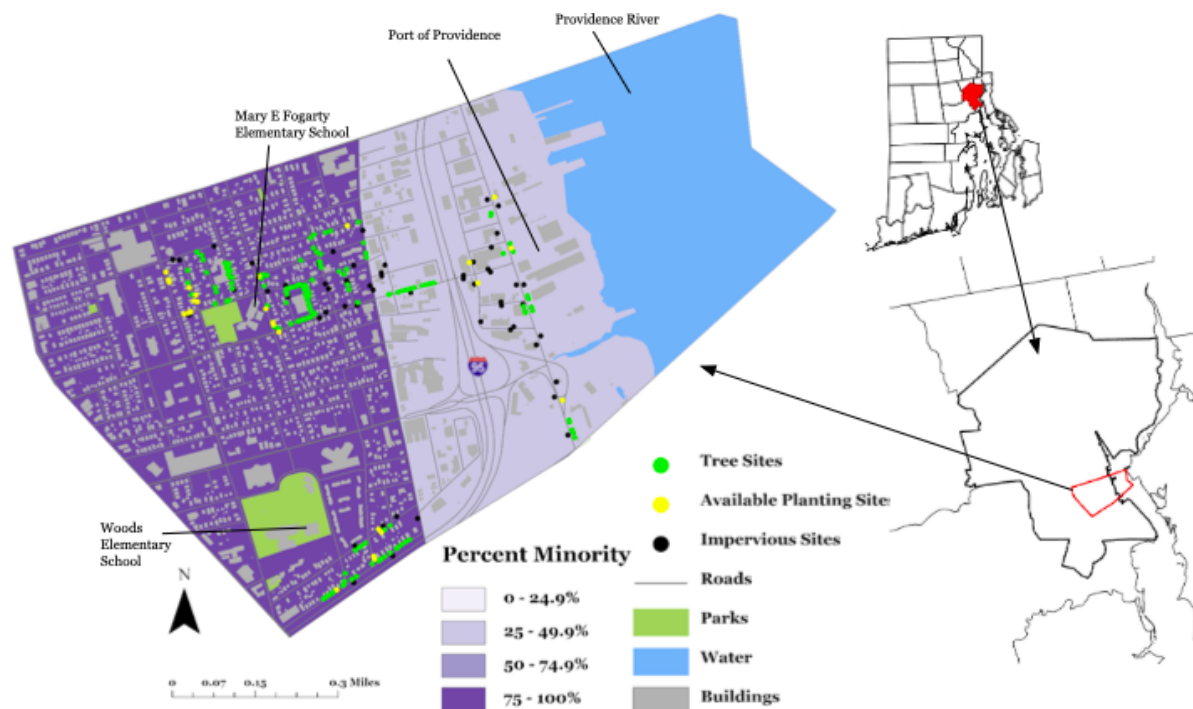 Providence River
Port of Providence
Mary E Fogarty
Elementary School
95
Woods
Elementary
School
N
0 0.07 0.15 0.3 Miles
Tree Sites
Available Planting Site
Impervious Sites
Roads
Parks
Water
Buildings
Percent Minority
0 - 24.9%
25 - 49.9%
50 - 74.9%
75 - 100%